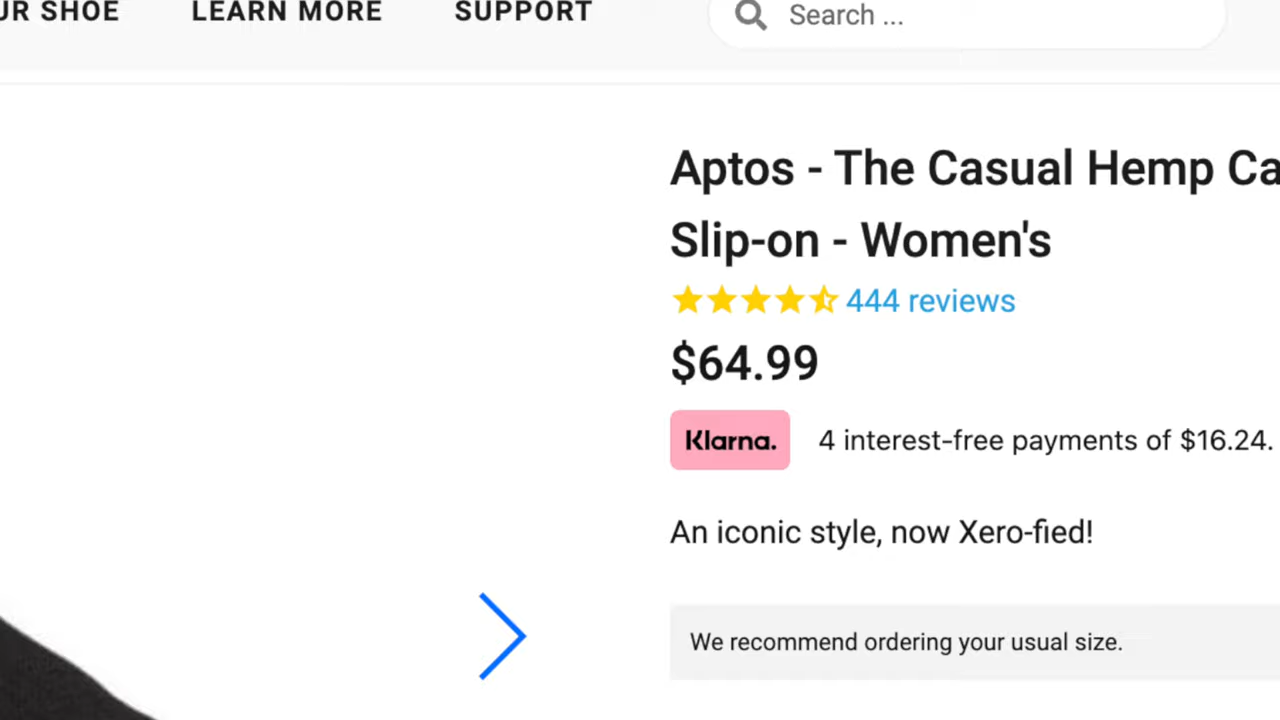 UR SHOE LEARN MORE SUPPORT Search ...
Aptos - The Casual Hemp Ca
Slip-on - Women's
444 reviews
$64.99
Klarna. 4 interest-free payments of $16.24.
An iconic style, now Xero-fied!
We recommend ordering your usual size.